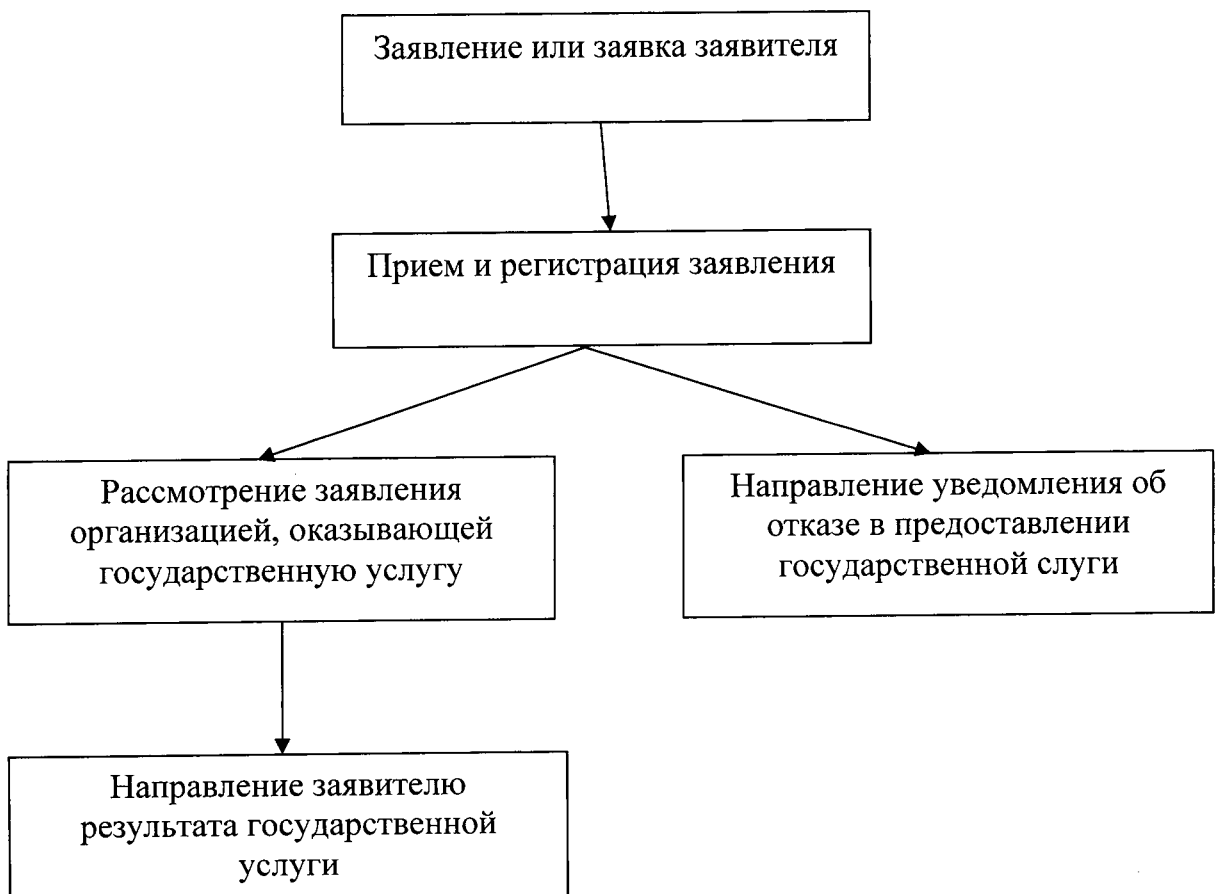 Заявление или заявка заявителя
Прием и регистрация заявления
Рассмотрение заявления
организацией, оказывающей
государственную услугу
Направление уведомления об
отказе в предоставлении
государственной слуги
Направление заявителю
результата государственной
услуги